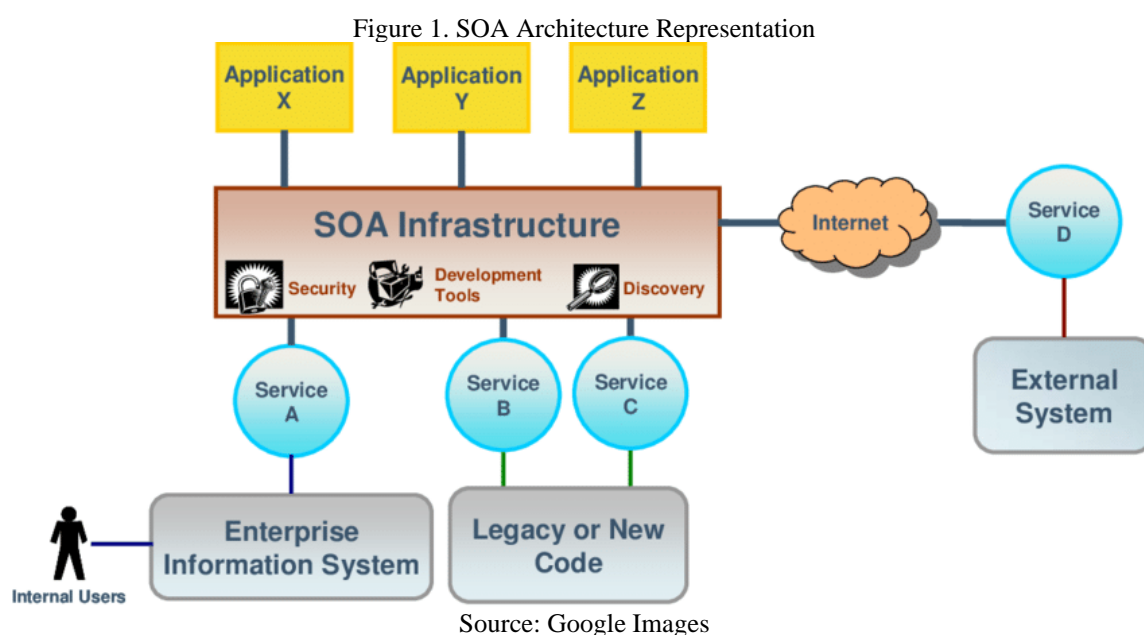 Figure 1. SOA Architecture Representation
Application
X
Application
Y
Application
Z
SOA Infrastructure
Security
Development
Tools
Discovery
Internet
Service
D
Service
A
Service
B
Service
C
External
System
Enterprise
Information System
Legacy or New
Code
Internal Users
Source: Google Images